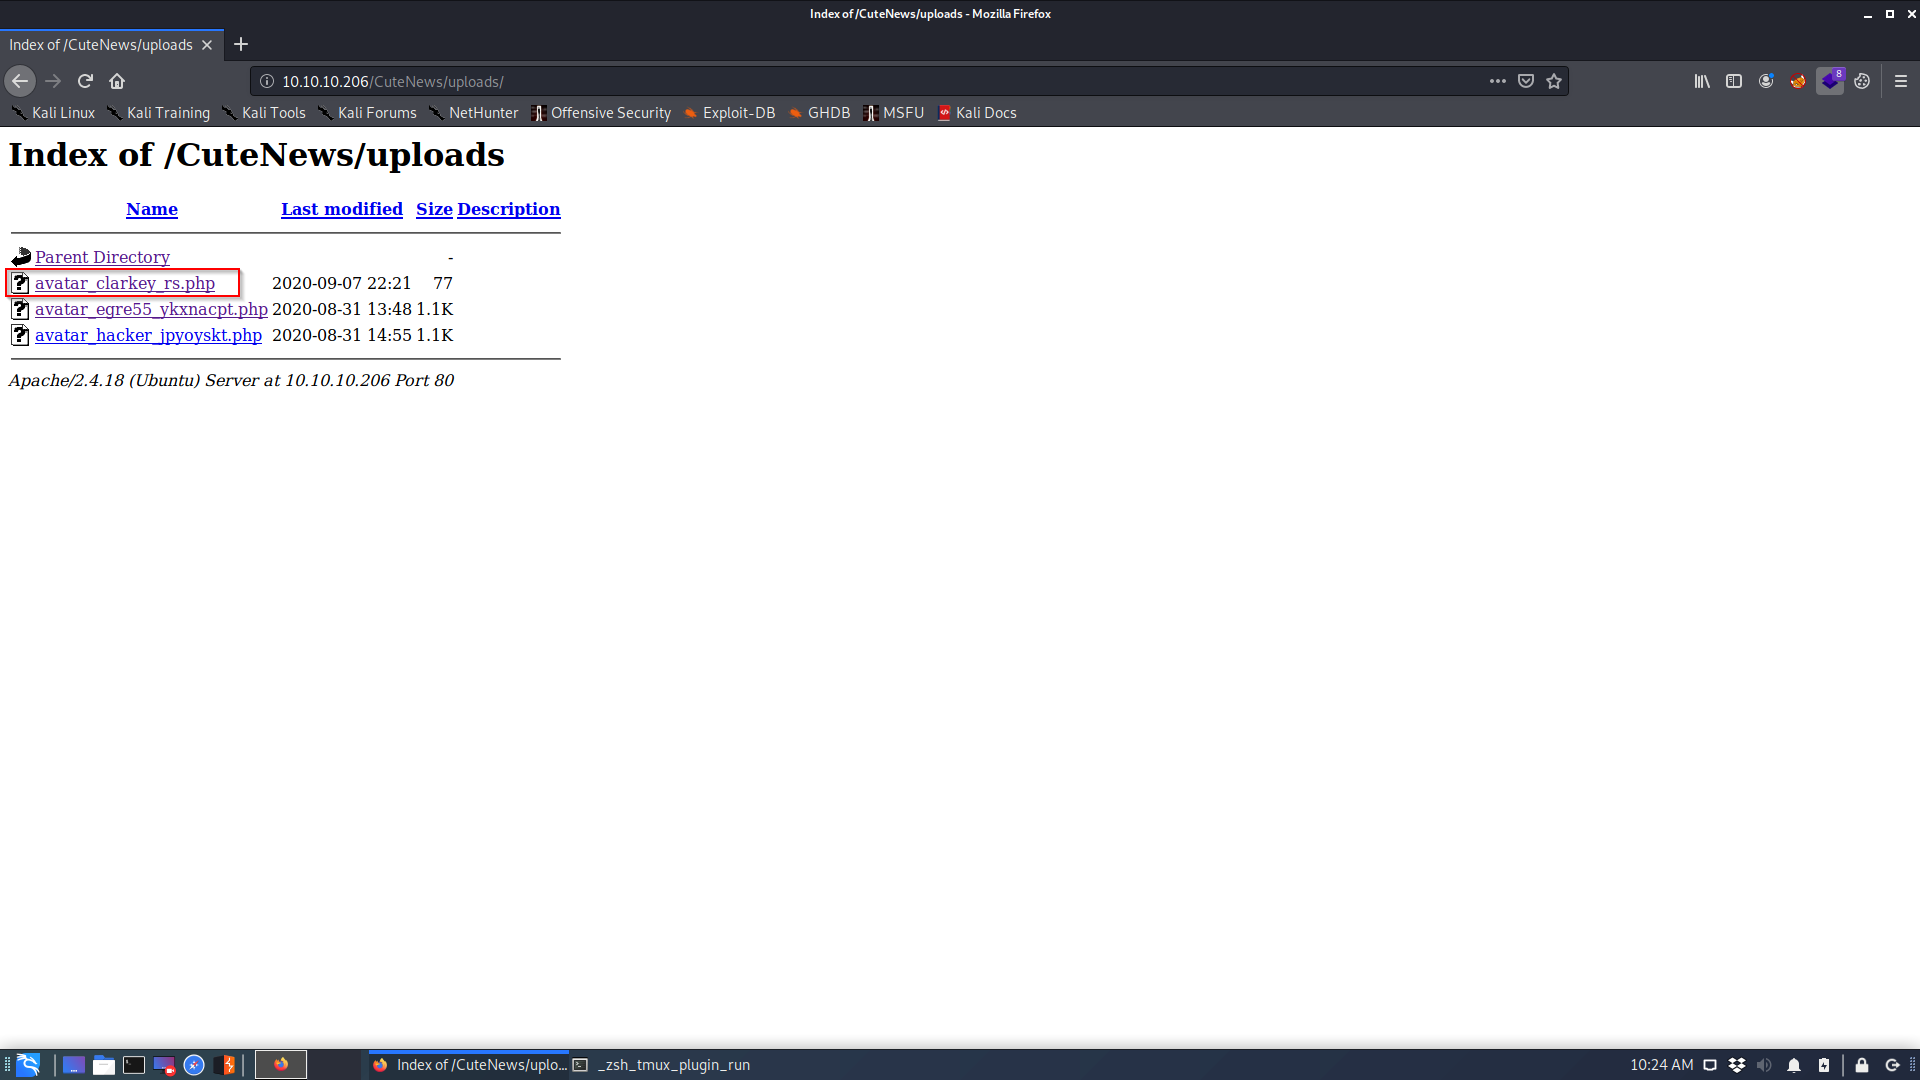 Index of /CuteNews/uploads - Mozilla Firefox
Index of /CuteNews/uploads
10.10.10.206/CuteNews/uploads/
8
Kali Linux Kali Training Kali Tools Kali Forums NetHunter Offensive Security Exploit-DB GHDB MSFU Kali Docs
Index of /CuteNews/uploads
Name Last modified Size Description
Parent Directory -
avatar_clarkey_rs.php 2020-09-07 22:21 77
avatar_egre55_ykxnacpt.php 2020-08-31 13:48 1.1K
avatar_hacker_jpyoyskt.php 2020-08-31 14:55 1.1K
Apache/2.4.18 (Ubuntu) Server at 10.10.10.206 Port 80
Index of /CuteNews/uplo... _zsh_tmux_plugin_run 10:24 AM